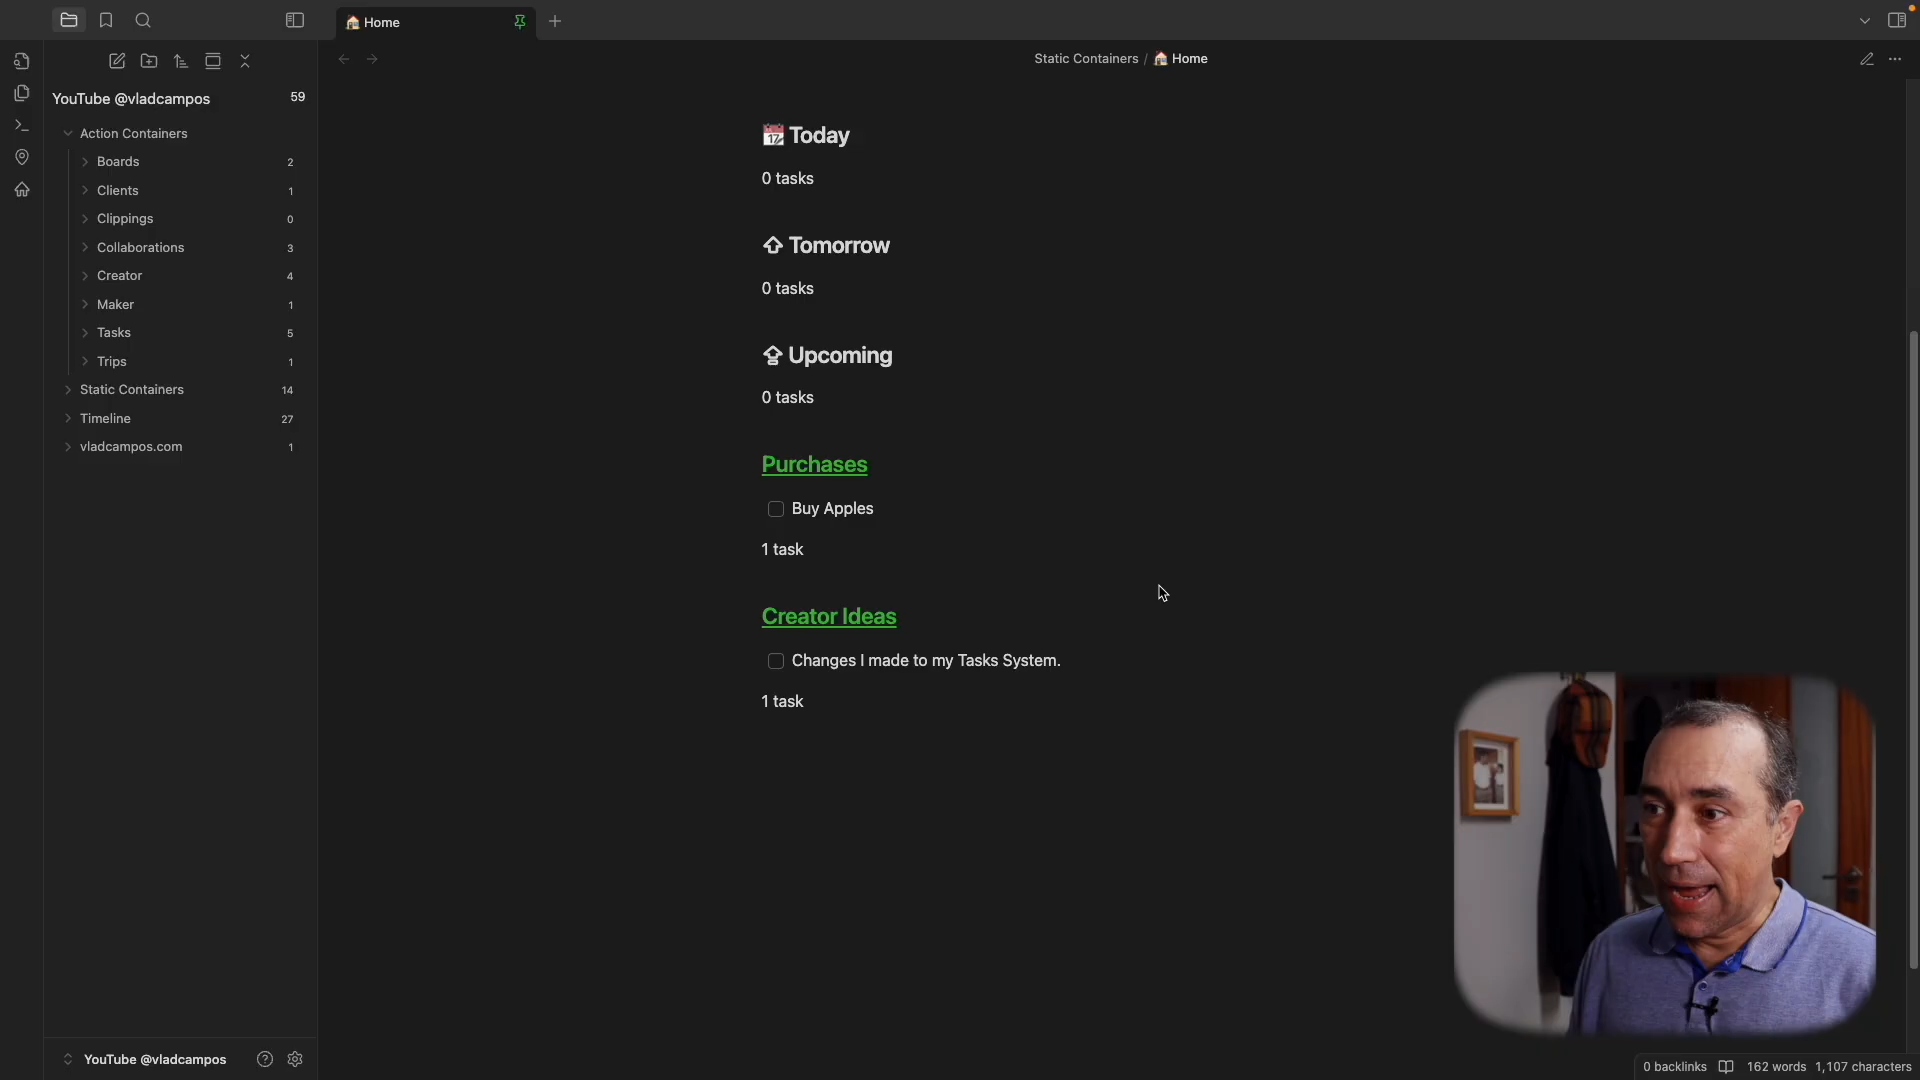 Home
Static Containers / Home
YouTube @vladcampos 59
Action Containers
Boards 2
Clients 1
Clippings 0
Collaborations 3
Creator 4
Maker 1
Tasks 5
Trips 1
Static Containers 14
Timeline 27
vladcampos.com 1
17 Today
0 tasks
Tomorrow
0 tasks
Upcoming
0 tasks
Purchases
Buy Apples
1 task
Creator Ideas
Changes I made to my Tasks System.
1 task
YouTube @vladcampos
0 backlinks 162 words 1,107 characters